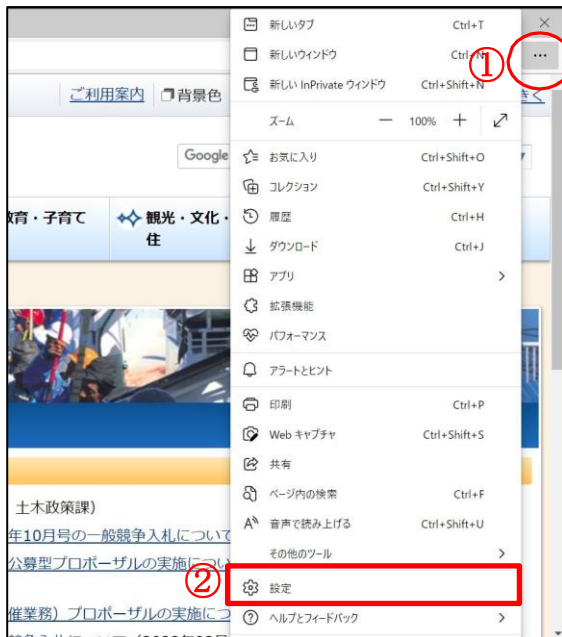 新しいタブ Ctrl+T
新しいウィンドウ Ctrl+N
①
新しい InPrivate ウィンドウ Ctrl+Shift+N
ご利用案内 背景色
きく
ズーム 100%
Google
お気に入り Ctrl+Shift+O
コレクション Ctrl+Shift+Y
教育・子育て
観光・文化・
住
履歴 Ctrl+H
ダウンロード Ctrl+J
アプリ
拡張機能
パフォーマンス
アラートとヒント
印刷 Ctrl+P
Web キャプチャ Ctrl+Shift+S
共有
ページ内の検索 Ctrl+F
土木政策課)
年10月号の一般競争入札について
音声で読み上げる Ctrl+Shift+U
公募型プロポーザルの実施につい
その他のツール
②
設定
催業務）プロポーザルの実施につ
ヘルプとフィードバック